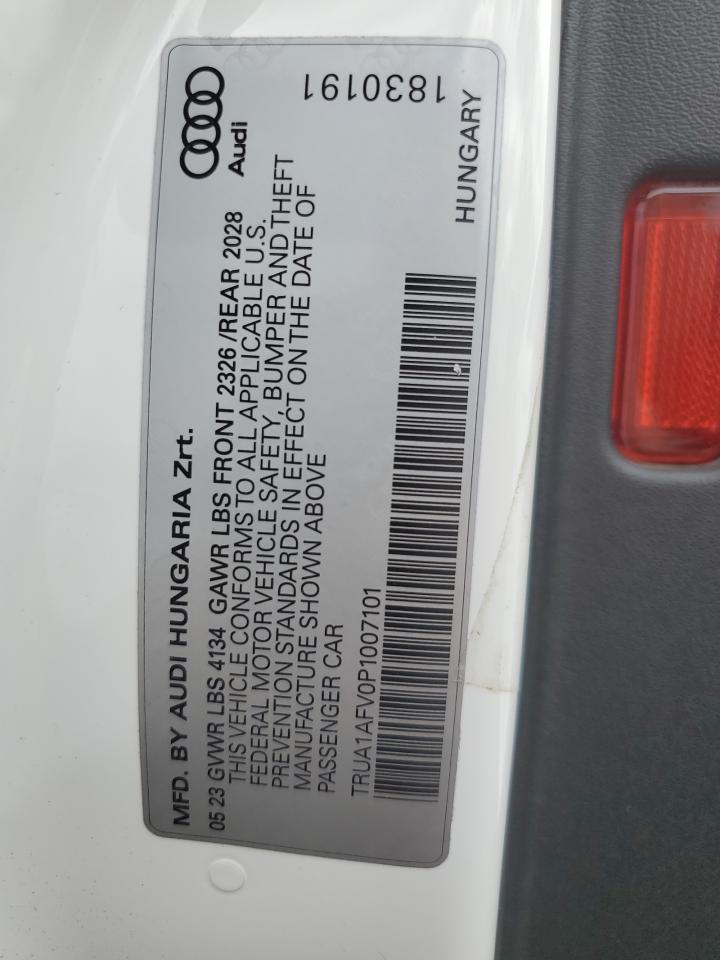 MFD. BY AUDI HUNGARIA Zrt.
Audi
05 23 GVWR LBS 4134 GAWR LBS FRONT 2326 /REAR 2028
THIS VEHICLE CONFORMS TO ALL APPLICABLE U.S.
FEDERAL MOTOR VEHICLE SAFETY, BUMPER AND THEFT
PREVENTION STANDARDS IN EFFECT ON THE DATE OF
MANUFACTURE SHOWN ABOVE
PASSENGER CAR
1830191
TRUA1AFV0P1007101
HUNGARY